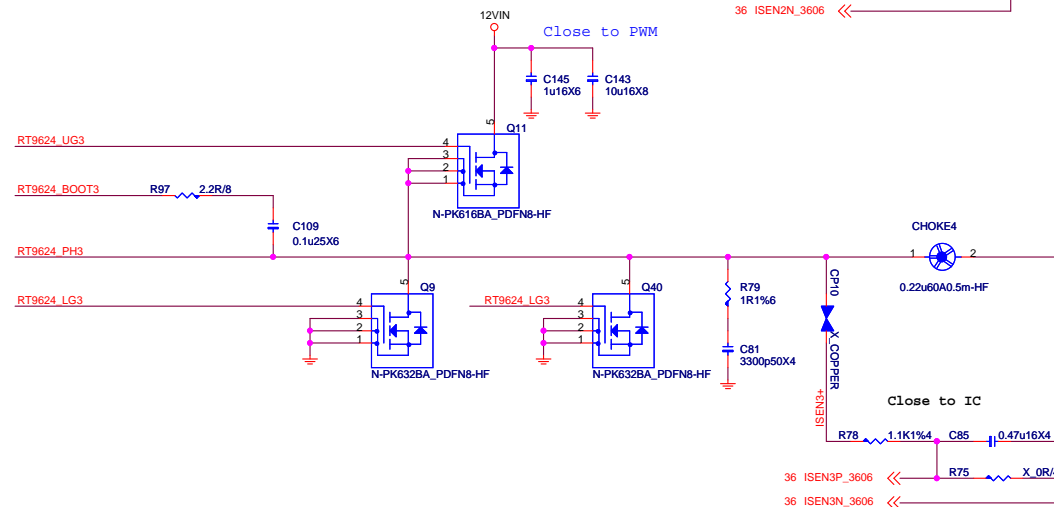 36 ISEN2N_3606
12VIN
Close to PWM
C145
1u16X6
C143
10u16X8
5
Q11
RT9624_UG3
4
3
2
1
RT9624_BOOT3
R97
2.2R/8
N-PK616BA_PDFN8-HF
C109
0.1u25X6
CHOKE4
RT9624_PH3
1
2
5
Q9
5
Q40
CP10
R79
1R1%6
0.22u60A0.5m-HF
RT9624_LG3
4
3
2
1
RT9624_LG3
4
3
2
1
X_COPPER
C81
3300p50X4
N-PK632BA_PDFN8-HF
N-PK632BA_PDFN8-HF
ISEN3+
Close to IC
R78
1.1K1%4
C85
0.47u16X4
36 ISEN3P_3606
R75
X_0R/4
36 ISEN3N_3606